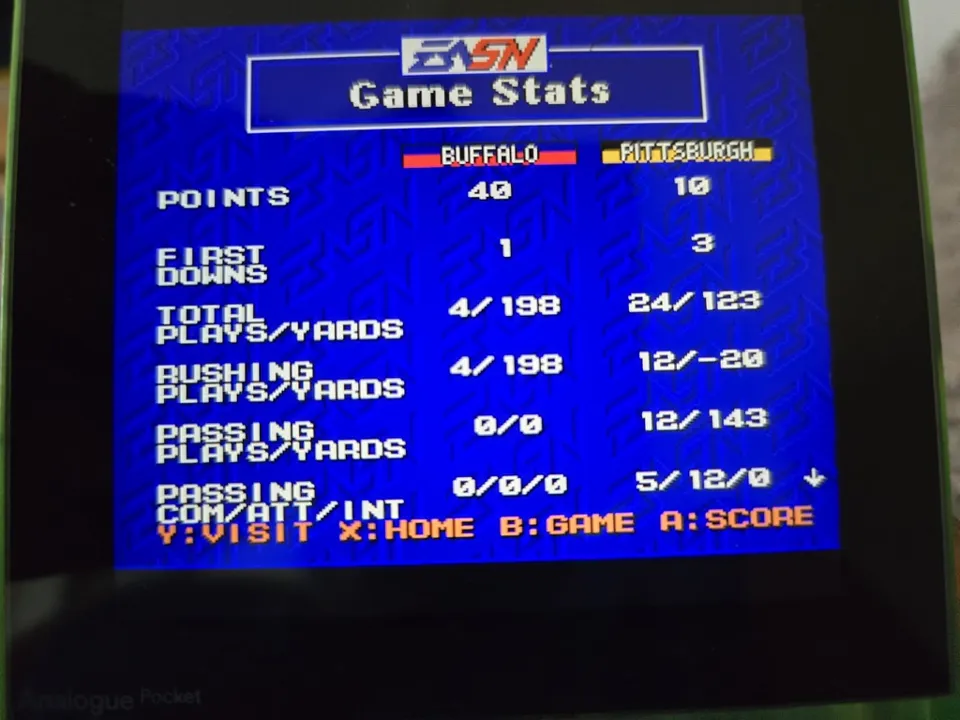 EASN
Game Stats
BUFFALO PITTSBURGH
POINTS 40 10
FIRST DOWNS 1 3
TOTAL PLAYS/YARDS 4/198 24/123
RUSHING PLAYS/YARDS 4/198 12/-20
PASSING PLAYS/YARDS 0/0 12/143
PASSING COM/ATT/INT 0/0/0 5/12/0 ↓
Y:VISIT X:HOME B:GAME A:SCORE
Analogue Pocket